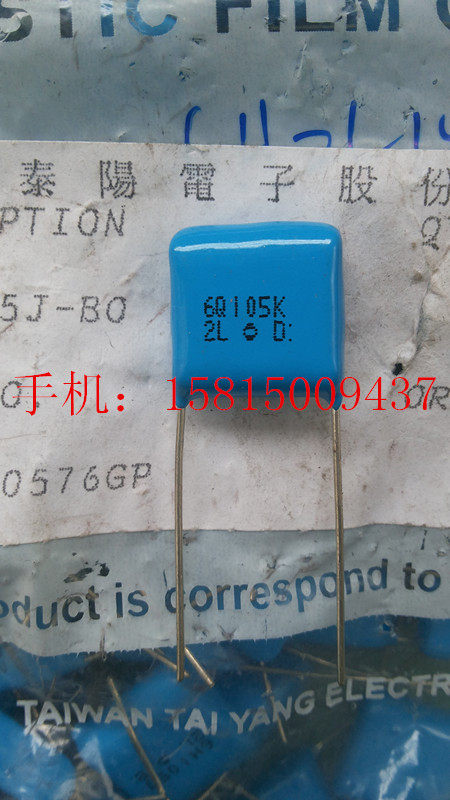 STIC FILM C
泰陽電子股份
PTION
Q
5J-BO
6Q105K
2L D:
手机：15815009437
OR
0576GP
oduct is correspond to
TAIWAN TAI YANG ELECTR